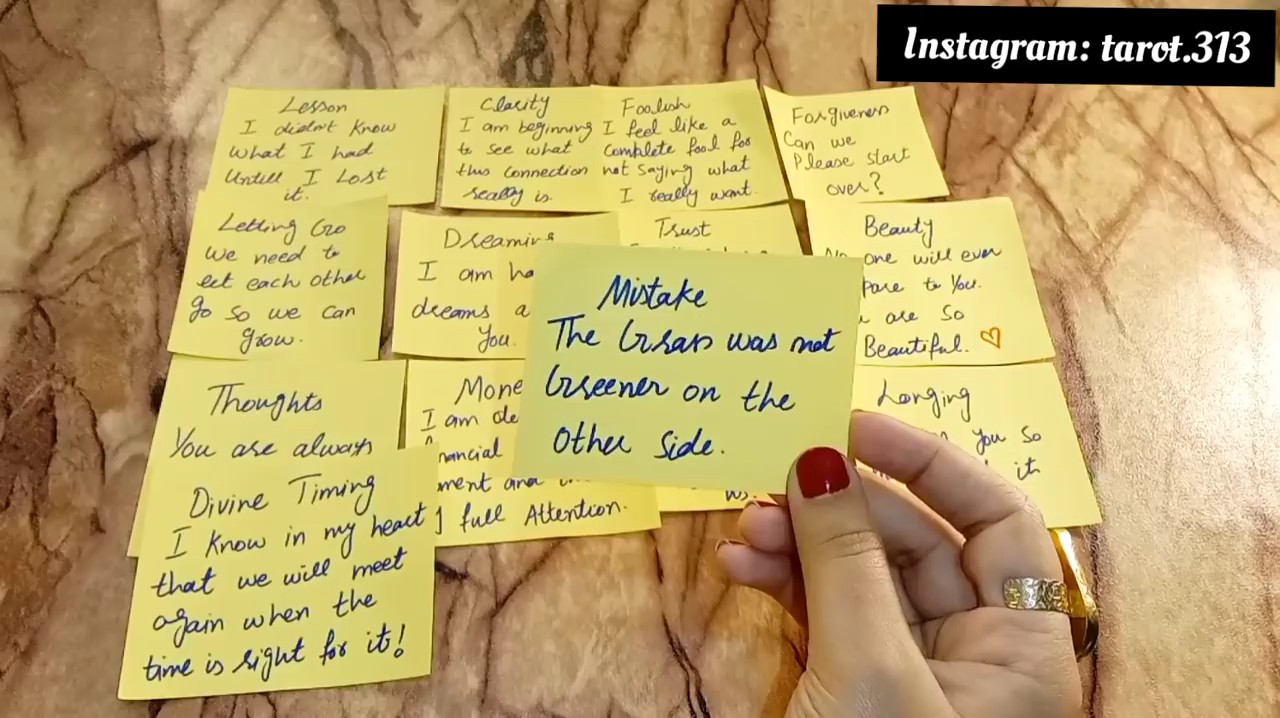 Instagram: tarot.313
Lesson
I didn't know
what I had
Untill I Lost
it.
Clarity
I am beginning
to see what
this connection
really is.
Foolish
I feel like a
Complete fool for
not saying what
I really want.
Forgiveness
Can we
Please start
over?
Letting Go
We need to
let each other
go so we can
grow.
Dreaming
I am
dreams
You.
Trust
Beauty
one will ever
to You.
are so
Beautiful.
Mistake
The Grass was not
Greener on the
Other Side.
Thoughts
You are always
I am
full Attention.
Longing
you so
it
Divine Timing
I know in my heart
that we will meet
again when the
time is right for it!